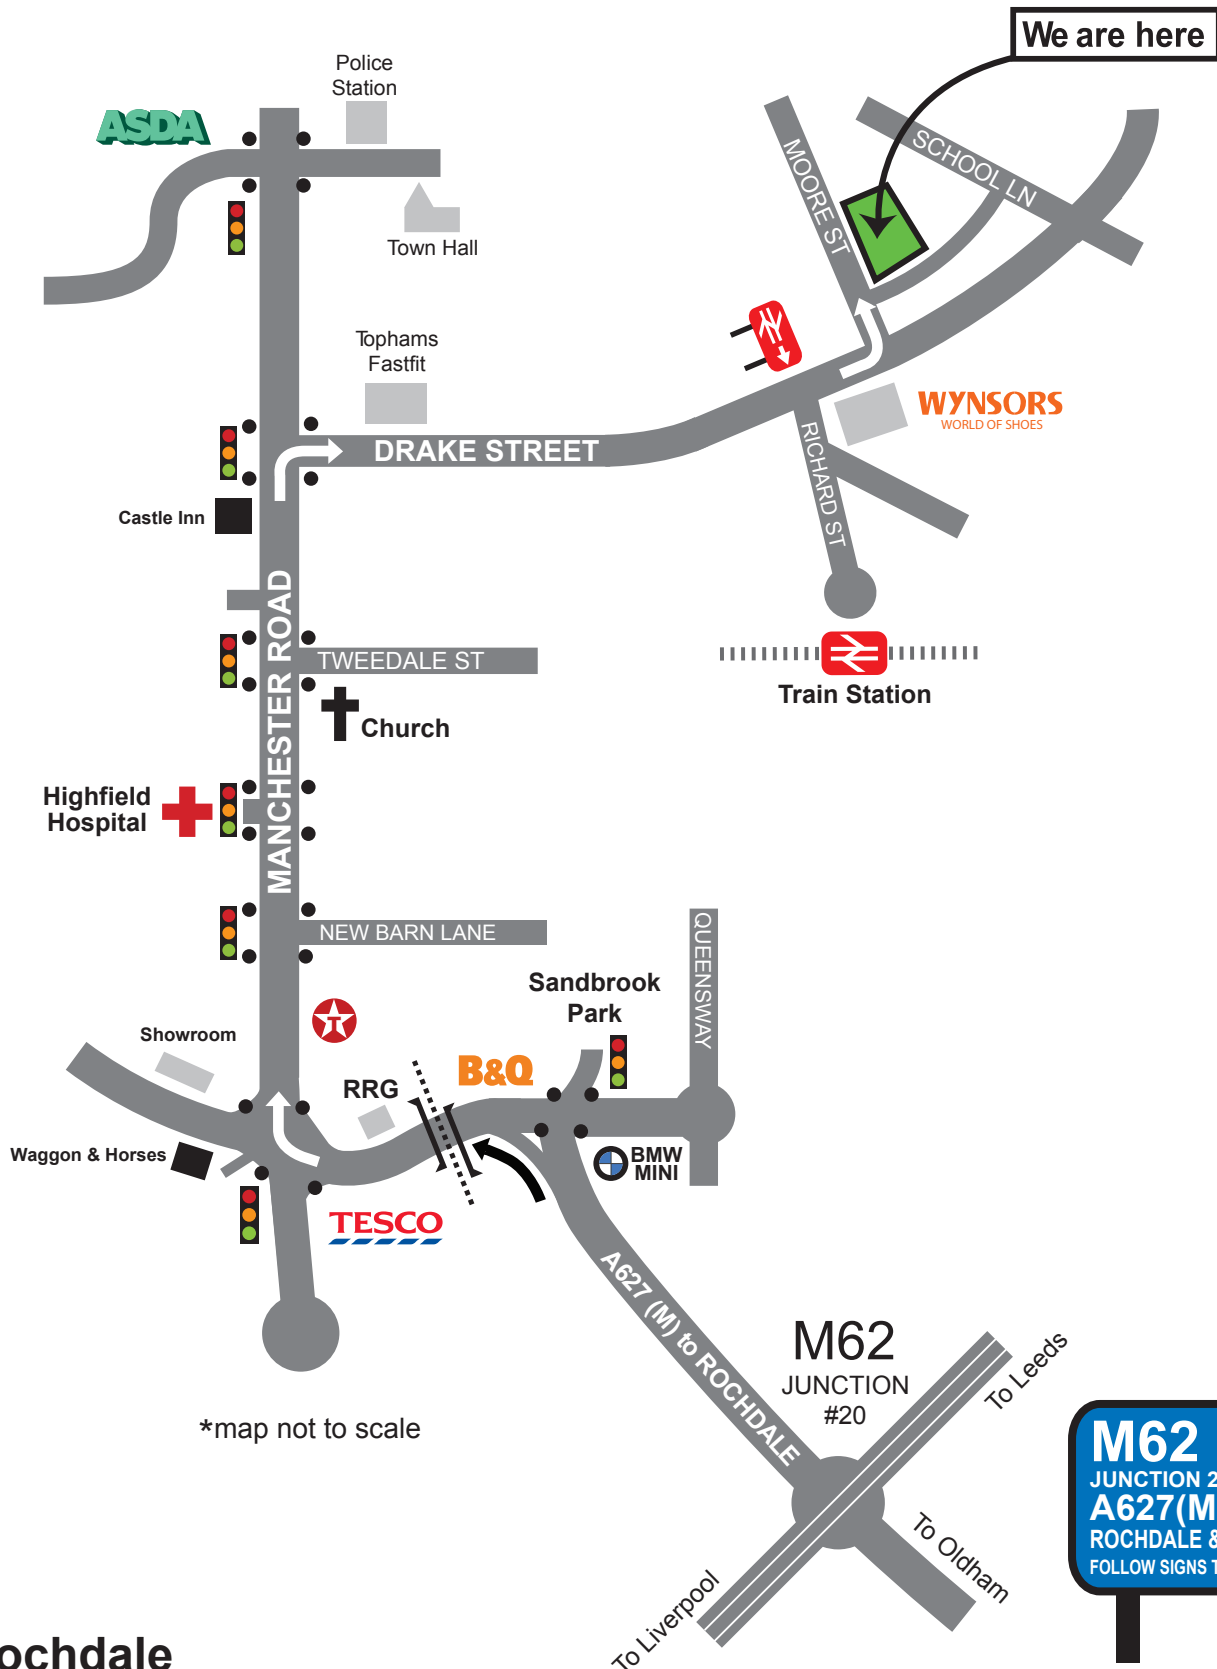 We are here
Police
Station
ASDA
MOORE ST
SCHOOL LN
Town Hall
Tophams
Fastfit
WYNSORS
WORLD OF SHOES
DRAKE STREET
RICHARD ST
Castle Inn
MANCHESTER ROAD
TWEEDALE ST
Train Station
Church
Highfield
Hospital
NEW BARN LANE
QUEENSWAY
Sandbrook
Park
T
Showroom
B&Q
RRG
Waggon & Horses
BMW
MINI
TESCO
A627 (M) to ROCHDALE
M62
JUNCTION
#20
To Leeds
*map not to scale
M62
JUNCTION 2
A627(M
ROCHDALE &
FOLLOW SIGNS T
To Oldham
To Liverpool
ochdale